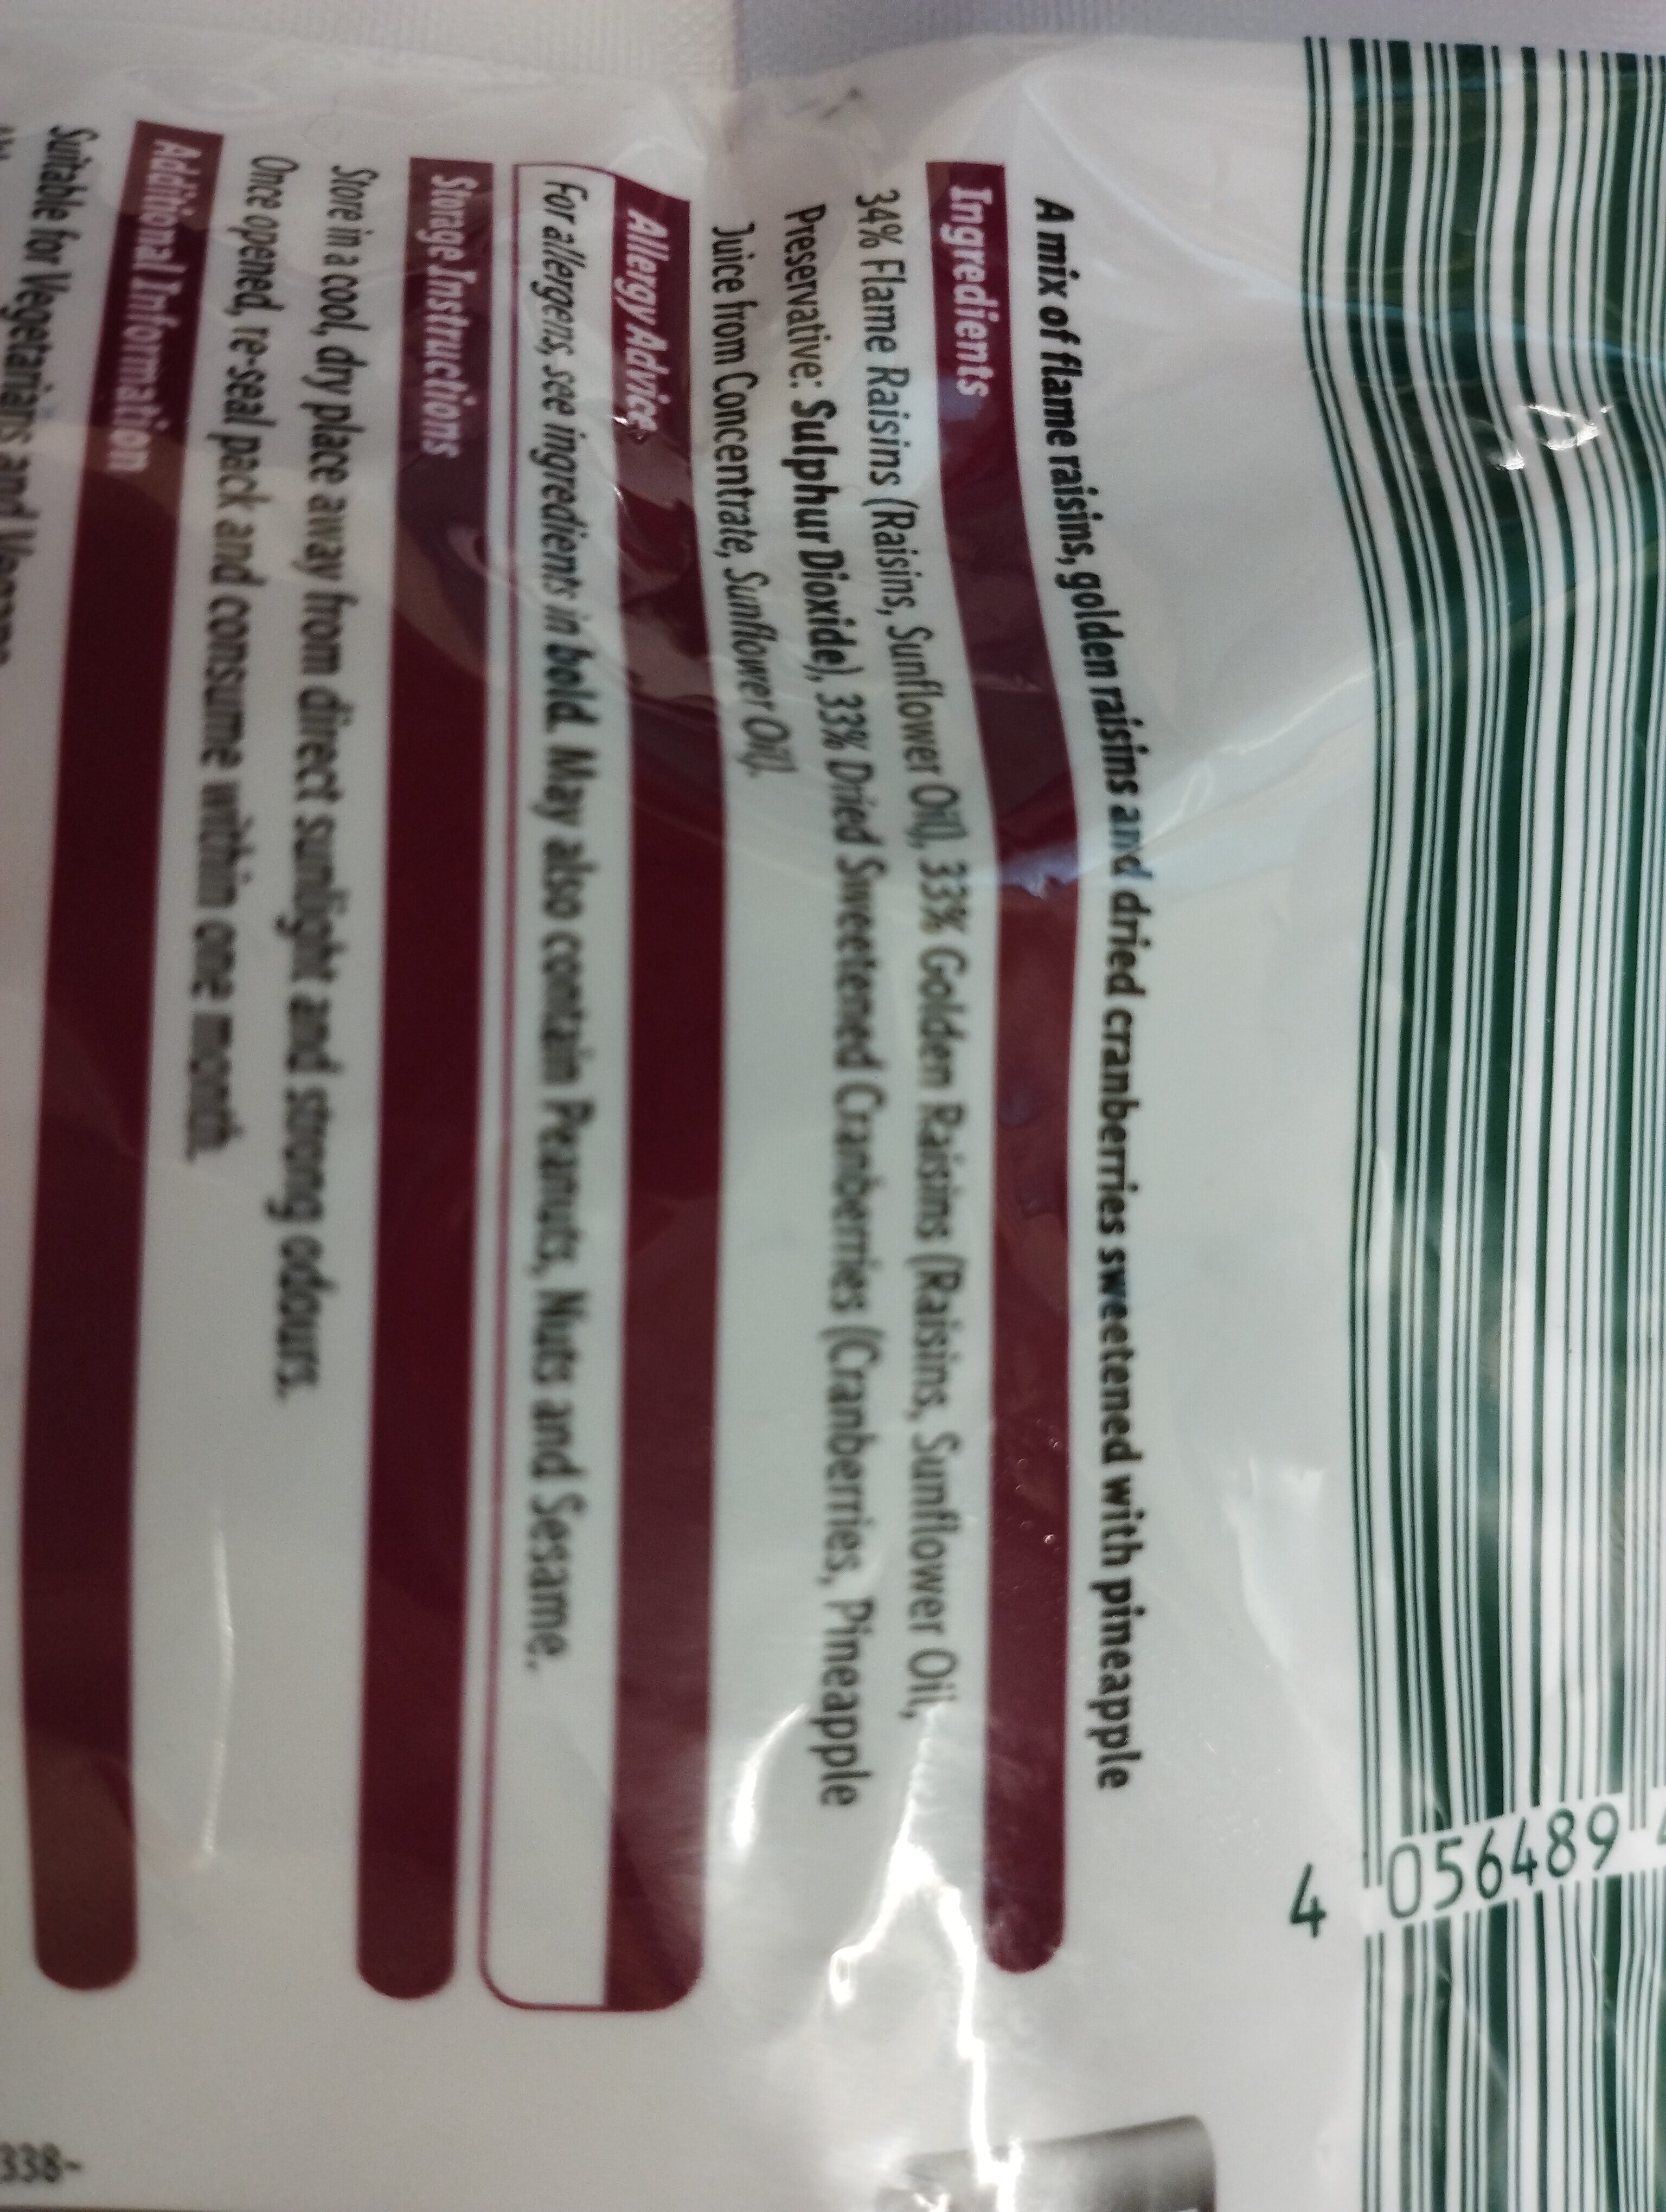 4 056489
A mix of flame raisins, golden raisins and dried cranberries sweetened with pineapple
Ingredients
34% Flame Raisins (Raisins, Sunflower Oil), 33% Golden Raisins (Raisins, Sunflower Oil,
Preservative: Sulphur Dioxide), 33% Dried Sweetened Cranberries (Cranberries, Pineapple
Juice from Concentrate, Sunflower Oil).
Allergy Advice
For allergens, see ingredients in bold. May also contain Peanuts, Nuts and Sesame..
Storage Instructions
Store in a cool, dry place away from direct sunlight and strong odours.
Once opened, re-seal pack and consume within one month.
Additional Information
Suitable for Vegetarians and Vegans
338-